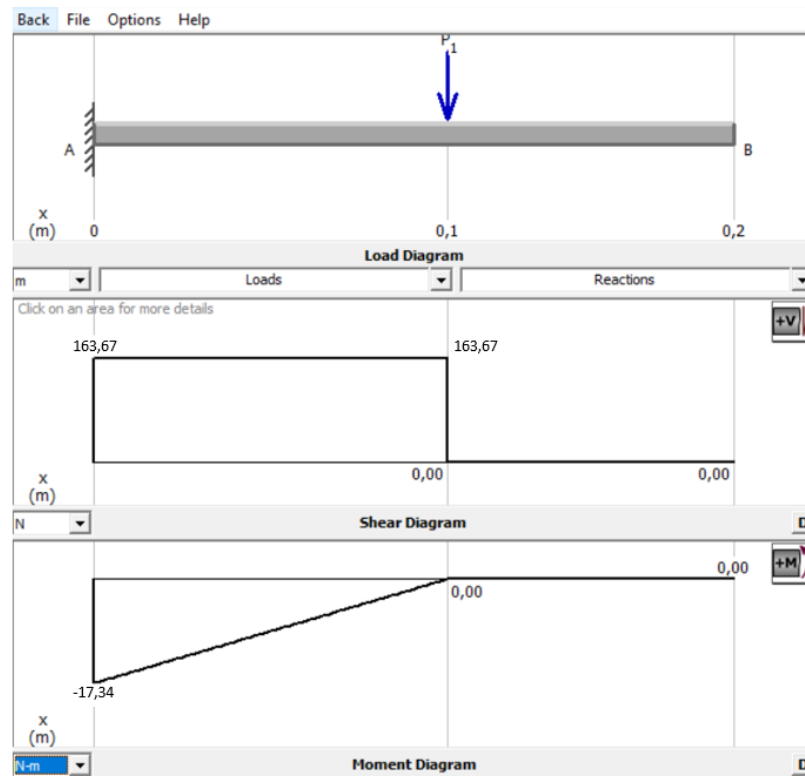 Back File Options Help
P1
A
B
x
(m) 0 0,1 0,2
Load Diagram
m Loads Reactions
Click on an area for more details
+V
163,67 163,67
0,00 0,00
x
(m)
N Shear Diagram D
+M
0,00
0,00
-17,34
x
(m)
N-m Moment Diagram D